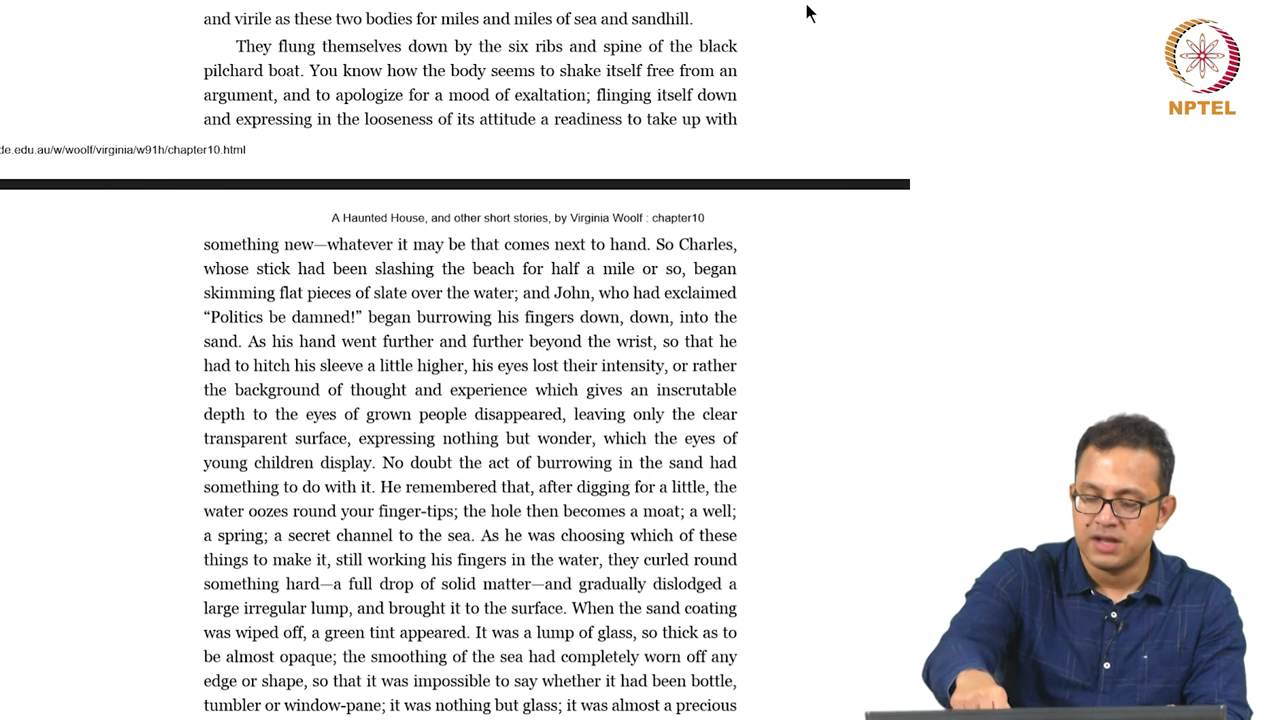 and virile as these two bodies for miles and miles of sea and sandhill.
They flung themselves down by the six ribs and spine of the black
pilchard boat. You know how the body seems to shake itself free from an
argument, and to apologize for a mood of exaltation; flinging itself down
and expressing in the looseness of its attitude a readiness to take up with
de.edu.au/w/woolf/virginia/w91h/chapter10.html
A Haunted House, and other short stories, by Virginia Woolf : chapter10
something new—whatever it may be that comes next to hand. So Charles,
whose stick had been slashing the beach for half a mile or so, began
skimming flat pieces of slate over the water; and John, who had exclaimed
“Politics be damned!” began burrowing his fingers down, down, into the
sand. As his hand went further and further beyond the wrist, so that he
had to hitch his sleeve a little higher, his eyes lost their intensity, or rather
the background of thought and experience which gives an inscrutable
depth to the eyes of grown people disappeared, leaving only the clear
transparent surface, expressing nothing but wonder, which the eyes of
young children display. No doubt the act of burrowing in the sand had
something to do with it. He remembered that, after digging for a little, the
water oozes round your finger-tips; the hole then becomes a moat; a well;
a spring; a secret channel to the sea. As he was choosing which of these
things to make it, still working his fingers in the water, they curled round
something hard—a full drop of solid matter—and gradually dislodged a
large irregular lump, and brought it to the surface. When the sand coating
was wiped off, a green tint appeared. It was a lump of glass, so thick as to
be almost opaque; the smoothing of the sea had completely worn off any
edge or shape, so that it was impossible to say whether it had been bottle,
tumbler or window-pane; it was nothing but glass; it was almost a precious
NPTEL